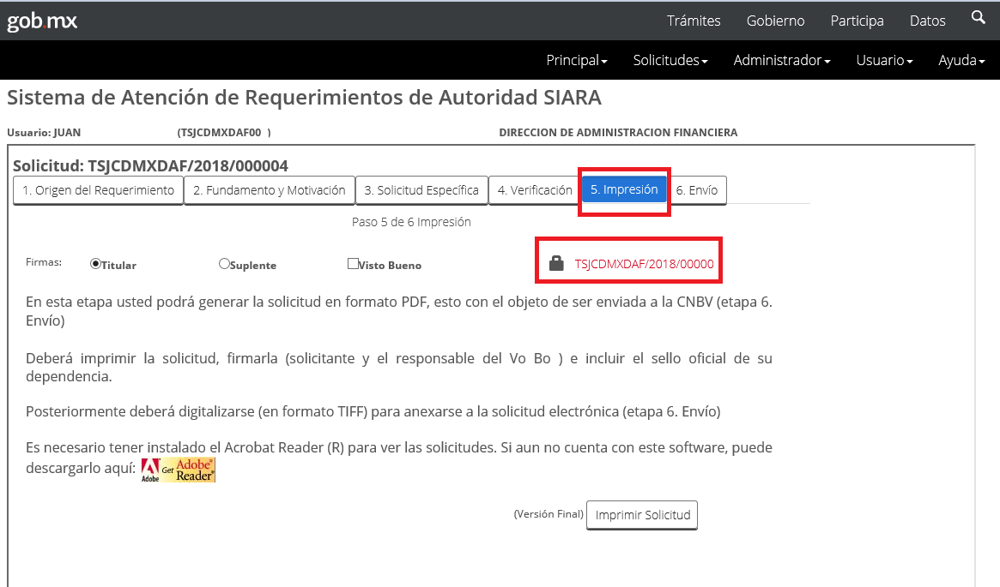 gob.mx Trámites Gobierno Participa Datos
Principal Solicitudes Administrador Usuario Ayuda
Sistema de Atención de Requerimientos de Autoridad SIARA
Usuario: JUAN (TSJCDMXDAF00 ) DIRECCION DE ADMINISTRACION FINANCIERA
Solicitud: TSJCDMXDAF/2018/000004
1. Origen del Requerimiento 2. Fundamento y Motivación 3. Solicitud Específica 4. Verificación 5. Impresión 6. Envío
Paso 5 de 6 Impresión
Firmas: Titular Suplente Visto Bueno TSJCDMXDAF/2018/00000
En esta etapa usted podrá generar la solicitud en formato PDF, esto con el objeto de ser enviada a la CNBV (etapa 6.
Envío)
Deberá imprimir la solicitud, firmarla (solicitante y el responsable del Vo Bo ) e incluir el sello oficial de su
dependencia.
Posteriormente deberá digitalizarse (en formato TIFF) para anexarse a la solicitud electrónica (etapa 6. Envío)
Es necesario tener instalado el Acrobat Reader (R) para ver las solicitudes. Si aun no cuenta con este software, puede
descargarlo aquí: Adobe Get Adobe® Reader®
(Versión Final) Imprimir Solicitud